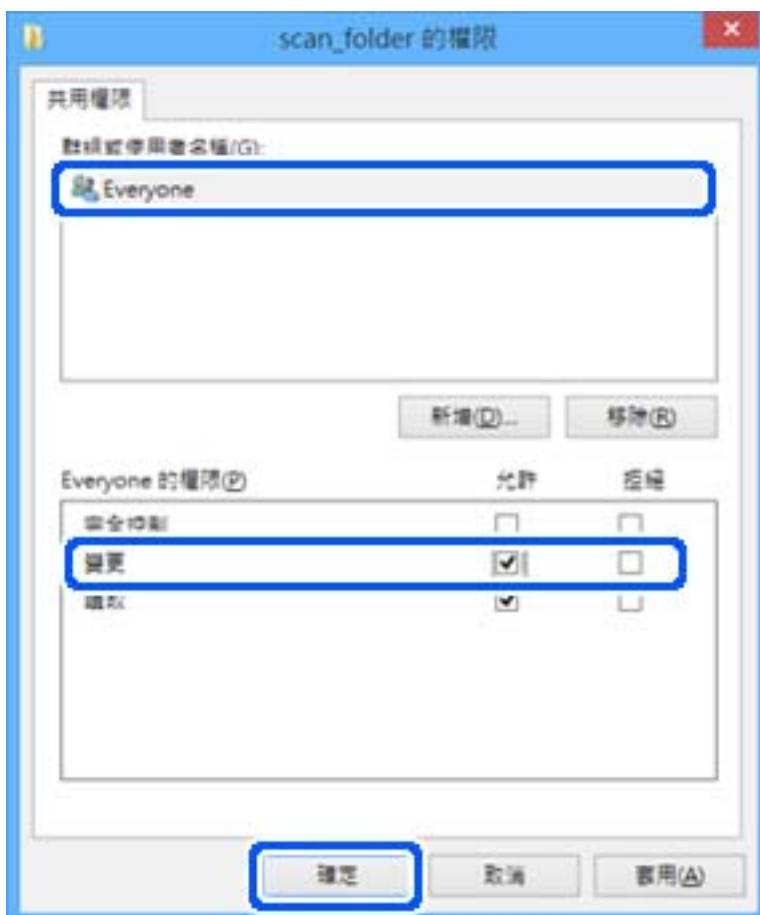 scan_folder 的權限
共用權限
群組或使用者名稱(G):
Everyone
新增(D)... 移除(R)
Everyone 的權限(P) 允許 拒絕
完全控制
變更
讀取
確定 取消 套用(A)